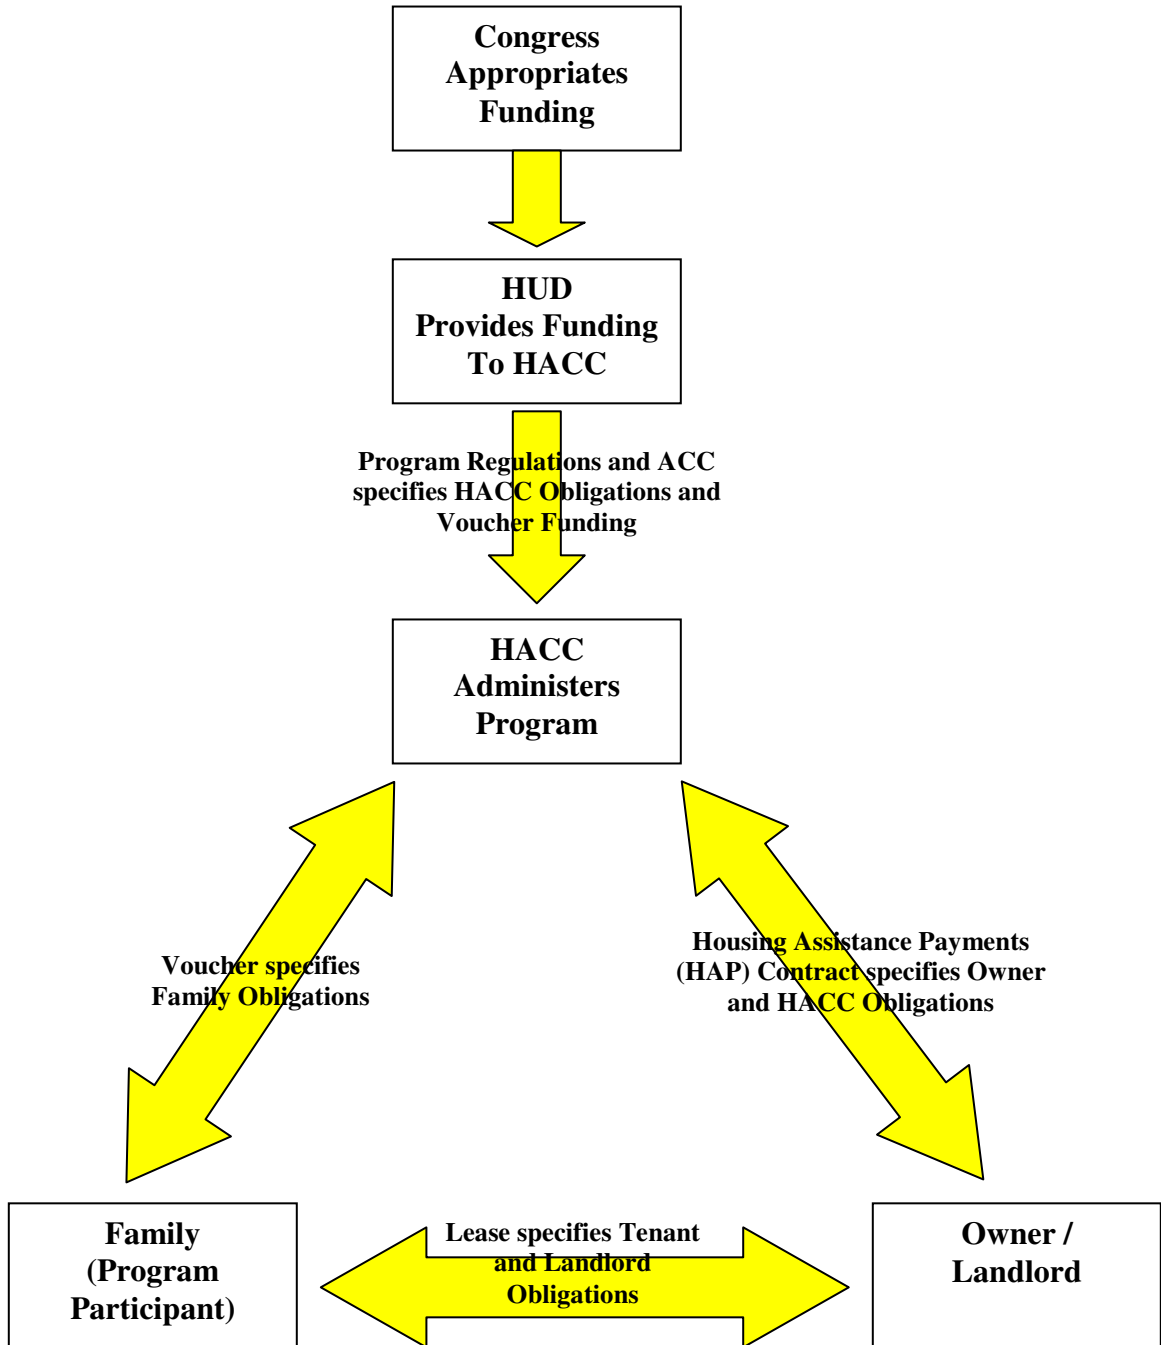 Congress
Appropriates
Funding
HUD
Provides Funding
To HACC
Program Regulations and ACC
specifies HACC Obligations and
Voucher Funding
HACC
Administers
Program
Voucher specifies
Family Obligations
Housing Assistance Payments
(HAP) Contract specifies Owner
and HACC Obligations
Family
(Program
Participant)
Lease specifies Tenant
and Landlord
Obligations
Owner /
Landlord